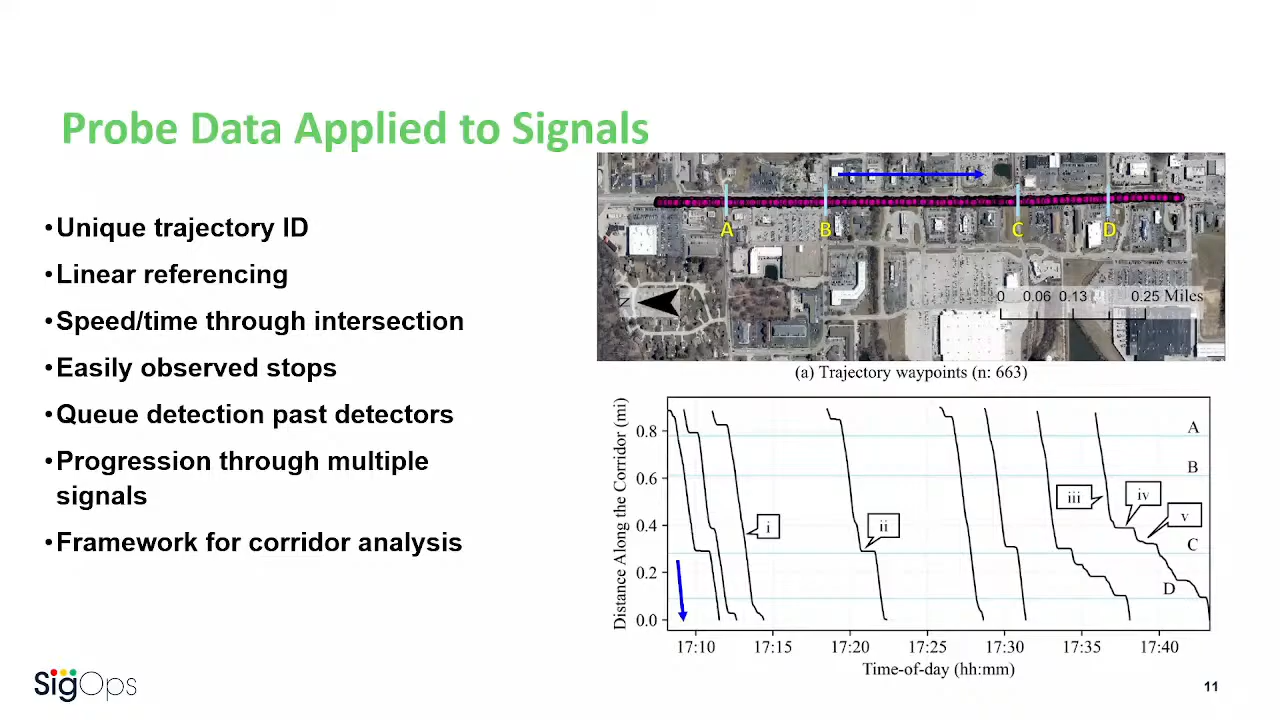 Probe Data Applied to Signals
•Unique trajectory ID
•Linear referencing
•Speed/time through intersection
•Easily observed stops
•Queue detection past detectors
•Progression through multiple
signals
•Framework for corridor analysis
A B C D
N
0 0.06 0.13 0.25 Miles
(a) Trajectory waypoints (n: 663)
Distance Along the Corridor (mi)
0.8
0.6
0.4
0.2
0.0
A
B
C
D
i
ii
iii
iv
v
17:10 17:15 17:20 17:25 17:30 17:35 17:40
Time-of-day (hh:mm)
SigOps
11